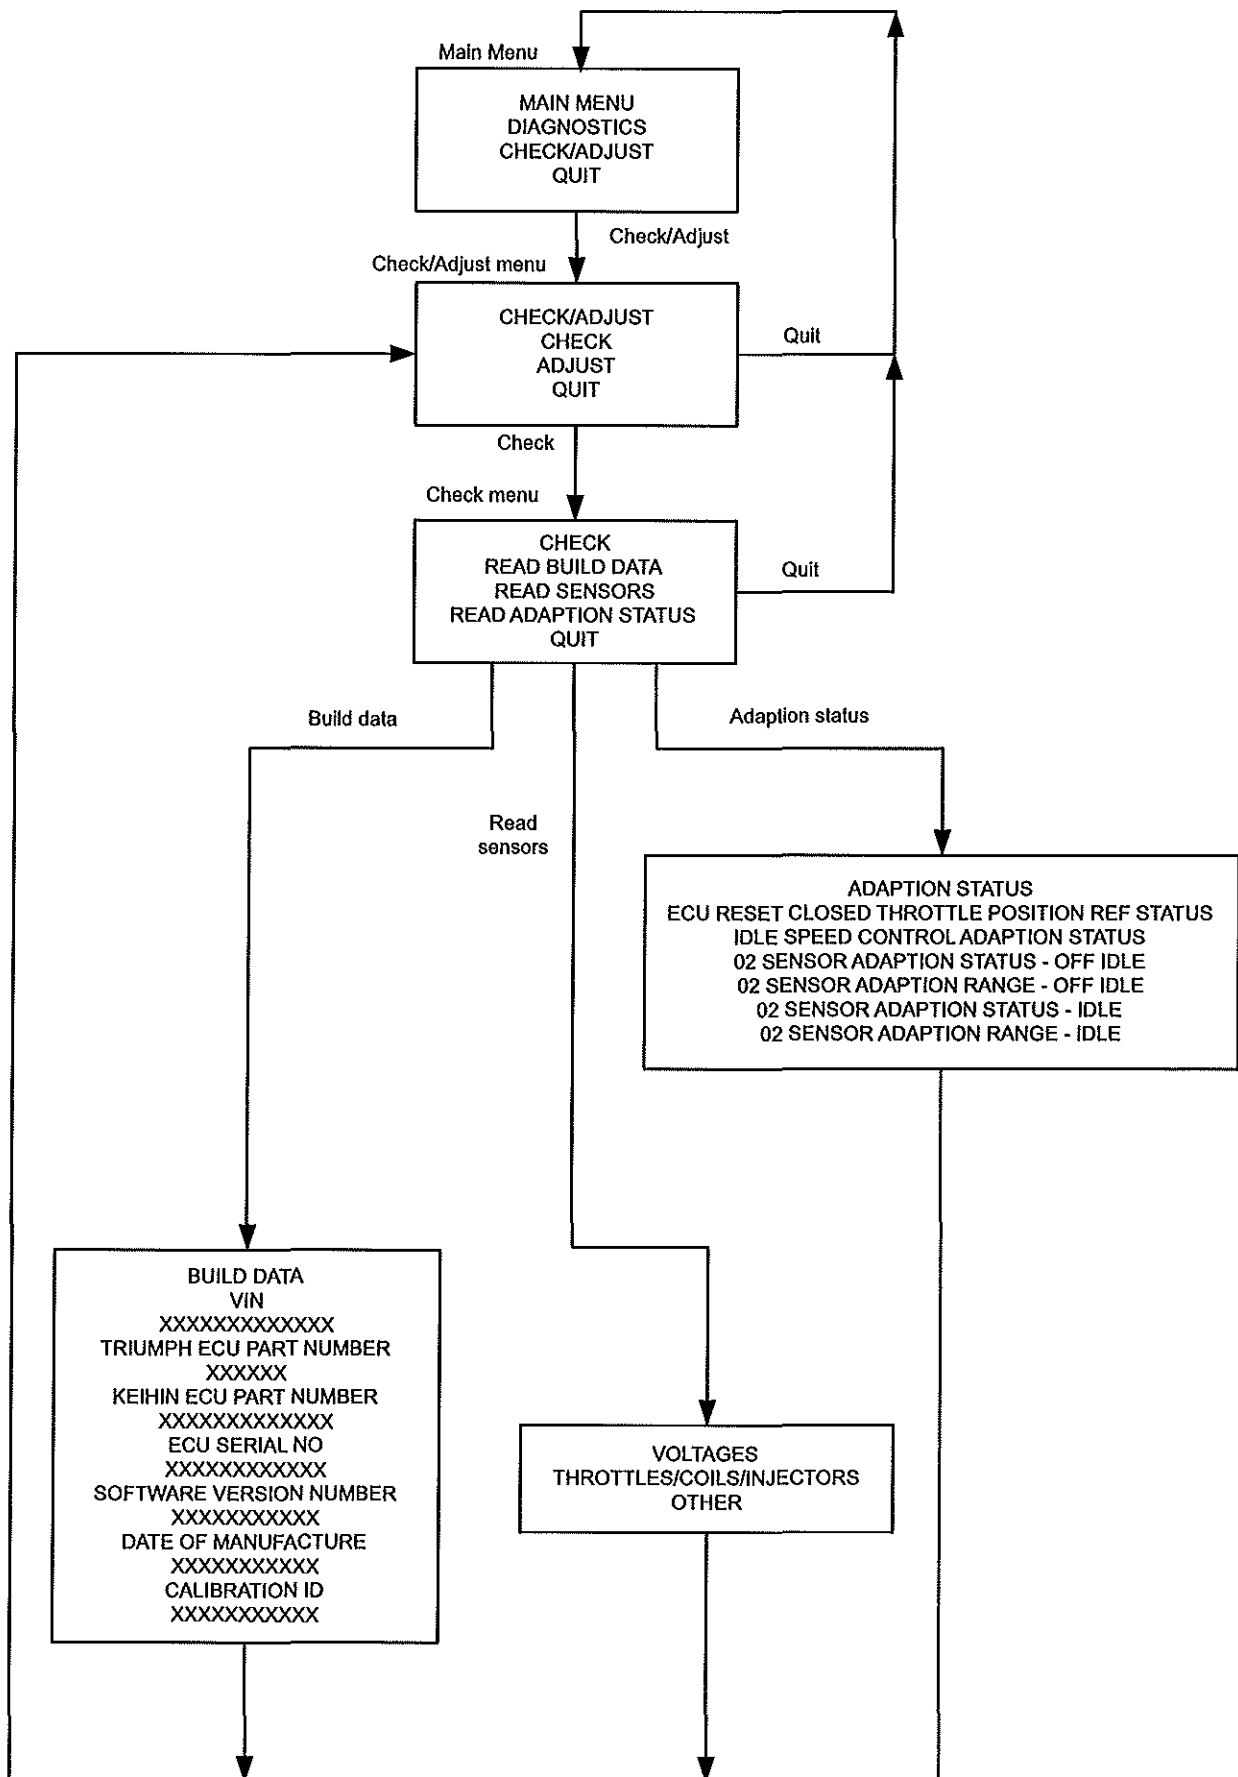 Main Menu
MAIN MENU
DIAGNOSTICS
CHECK/ADJUST
QUIT
Check/Adjust
Check/Adjust menu
CHECK/ADJUST
CHECK
ADJUST
QUIT
Quit
Check
Check menu
CHECK
READ BUILD DATA
READ SENSORS
READ ADAPTION STATUS
QUIT
Quit
Build data
Adaption status
Read
sensors
ADAPTION STATUS
ECU RESET CLOSED THROTTLE POSITION REF STATUS
IDLE SPEED CONTROL ADAPTION STATUS
02 SENSOR ADAPTION STATUS - OFF IDLE
02 SENSOR ADAPTION RANGE - OFF IDLE
02 SENSOR ADAPTION STATUS - IDLE
02 SENSOR ADAPTION RANGE - IDLE
BUILD DATA
VIN
XXXXXXXXXXXXX
TRIUMPH ECU PART NUMBER
XXXXXX
KEIHIN ECU PART NUMBER
XXXXXXXXXXXXX
ECU SERIAL NO
XXXXXXXXXXXX
SOFTWARE VERSION NUMBER
XXXXXXXXXXX
DATE OF MANUFACTURE
XXXXXXXXXXX
CALIBRATION ID
XXXXXXXXXXX
VOLTAGES
THROTTLES/COILS/INJECTORS
OTHER